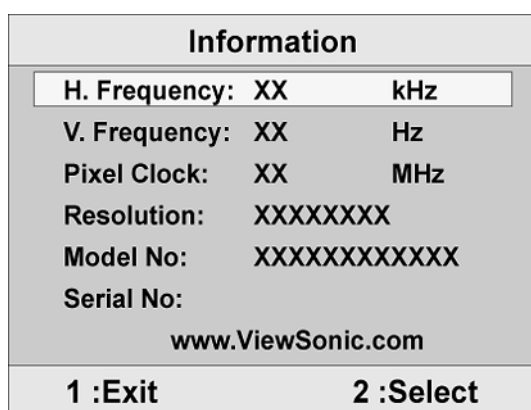 Information
H. Frequency: XX kHz
V. Frequency: XX Hz
Pixel Clock: XX MHz
Resolution: XXXXXXXX
Model No: XXXXXXXXXXXX
Serial No:
www.ViewSonic.com
1 :Exit 2 :Select